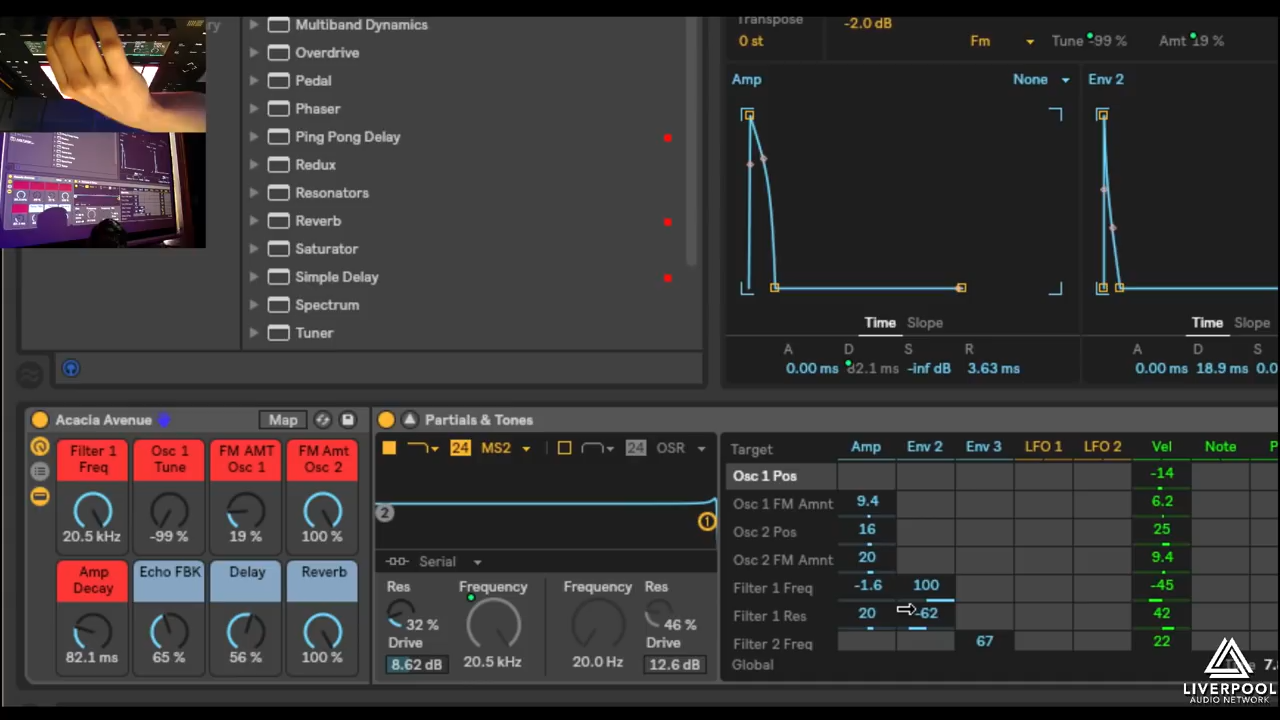 Multiband Dynamics
Overdrive
Pedal
Phaser
Ping Pong Delay
Redux
Resonators
Reverb
Saturator
Simple Delay
Spectrum
Tuner
Transpose
0 st
-2.0 dB
Fm
Tune -99 %
Amt 19 %
Amp
None
Env 2
Time Slope
Time Slope
A D S R
0.00 ms 82.1 ms -inf dB 3.63 ms
A D S
0.00 ms 18.9 ms 0.0
Acacia Avenue
Map
Filter 1 Freq
Osc 1 Tune
FM AMT Osc 1
FM Amt Osc 2
20.5 kHz
-99 %
19 %
100 %
Amp Decay
Echo FBK
Delay
Reverb
82.1 ms
65 %
56 %
100 %
Partials & Tones
24 MS2
24 OSR
2
1
Serial
Res
Frequency
Frequency
Res
32 %
46 %
Drive
Drive
8.62 dB
20.5 kHz
20.0 Hz
12.6 dB
Target Amp Env 2 Env 3 LFO 1 LFO 2 Vel Note
Osc 1 Pos -14
Osc 1 FM Amnt 9.4 6.2
Osc 2 Pos 16 25
Osc 2 FM Amnt 20 9.4
Filter 1 Freq -1.6 100 -45
Filter 1 Res 20 -62 42
Filter 2 Freq 67 22
Global
LIVERPOOL
AUDIO NETWORK